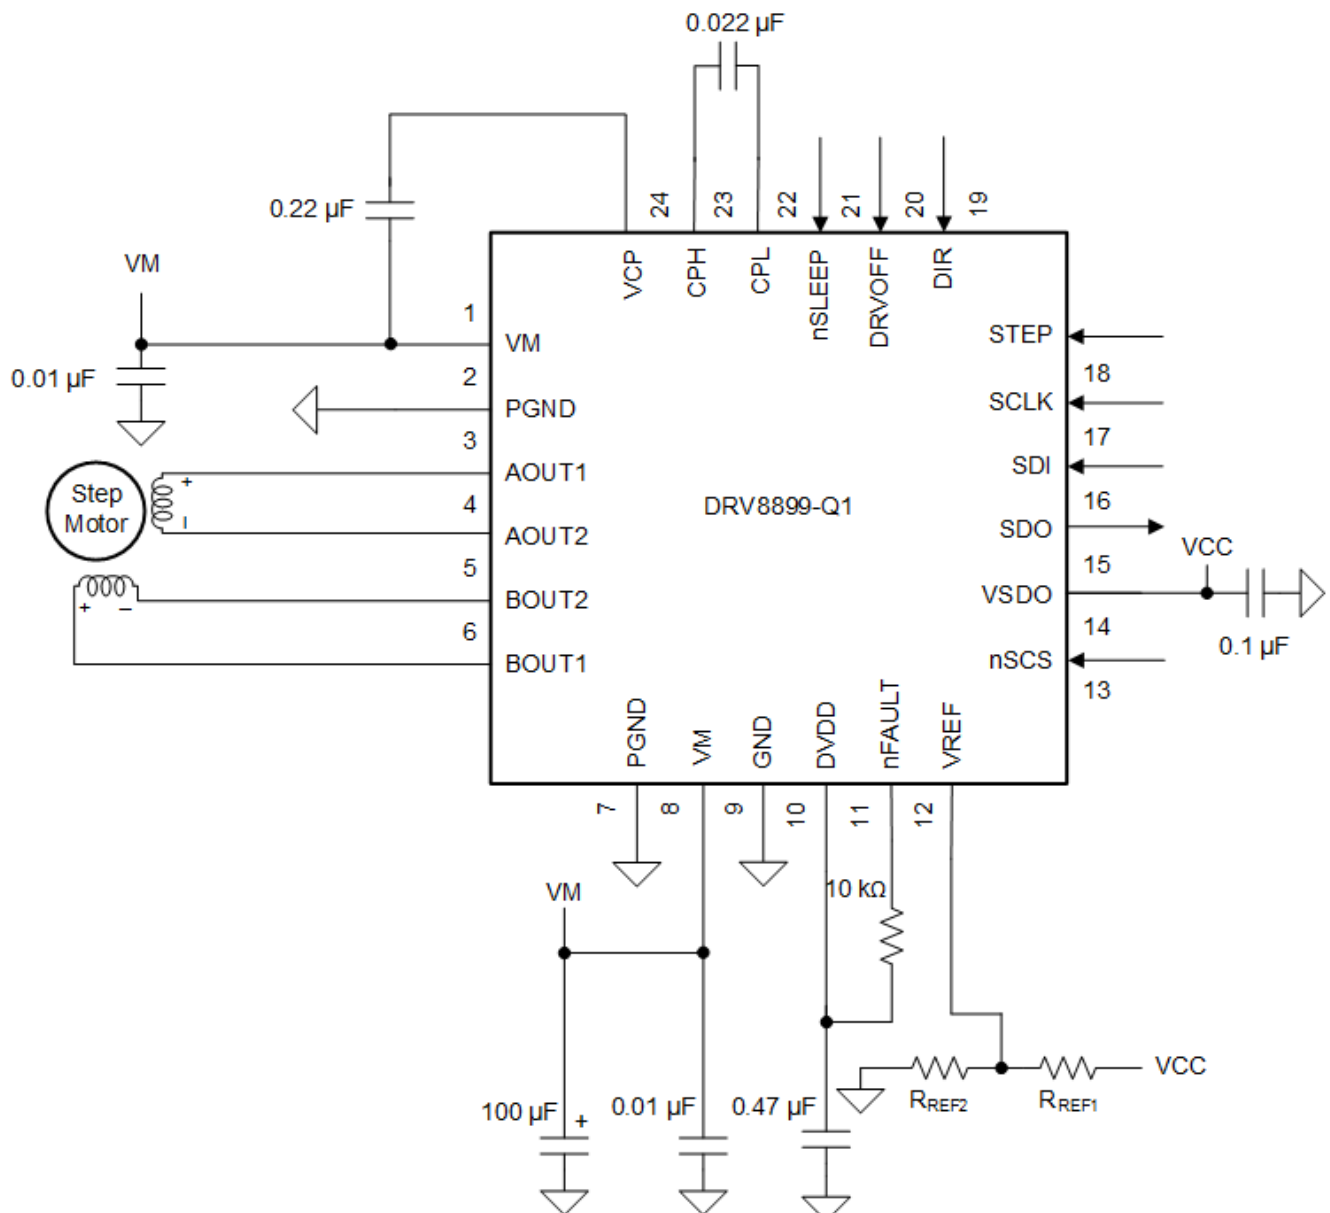 0.022 µF
0.22 µF
24
23
22
21
20
19
VM
VCP
CPH
CPL
nSLEEP
DRVOFF
DIR
1
VM
STEP
0.01 µF
2
18
PGND
SCLK
3
17
AOUT1
SDI
+
Step
Motor
4
DRV8899-Q1
16
–
AOUT2
SDO
VCC
5
15
BOUT2
VSDO
+ –
6
14
0.1 µF
BOUT1
nSCS
13
PGND
VM
GND
DVDD
nFAULT
VREF
7
8
9
10
11
12
VM
10 kΩ
VCC
RREF2
RREF1
100 µF
+
0.01 µF
0.47 µF